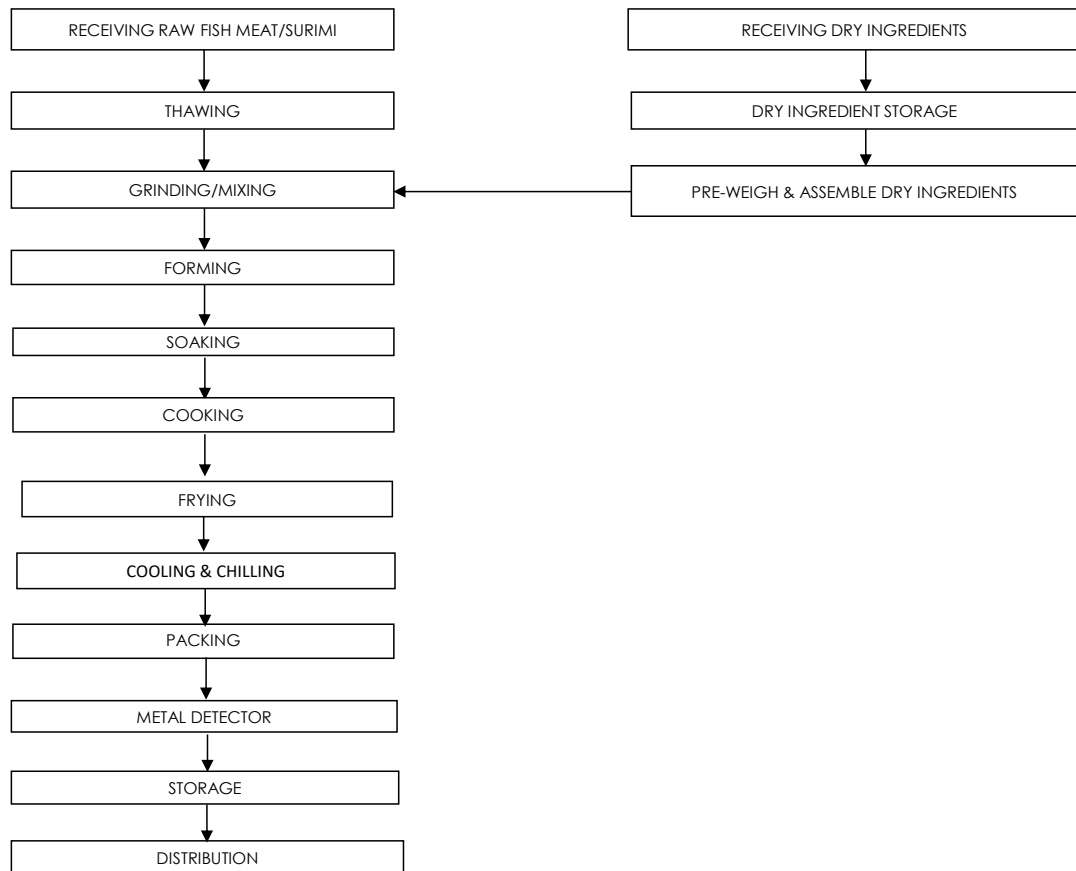 RECEIVING RAW FISH MEAT/SURIMI
THAWING
GRINDING/MIXING
FORMING
SOAKING
COOKING
FRYING
COOLING & CHILLING
PACKING
METAL DETECTOR
STORAGE
DISTRIBUTION
RECEIVING DRY INGREDIENTS
DRY INGREDIENT STORAGE
PRE-WEIGH & ASSEMBLE DRY INGREDIENTS